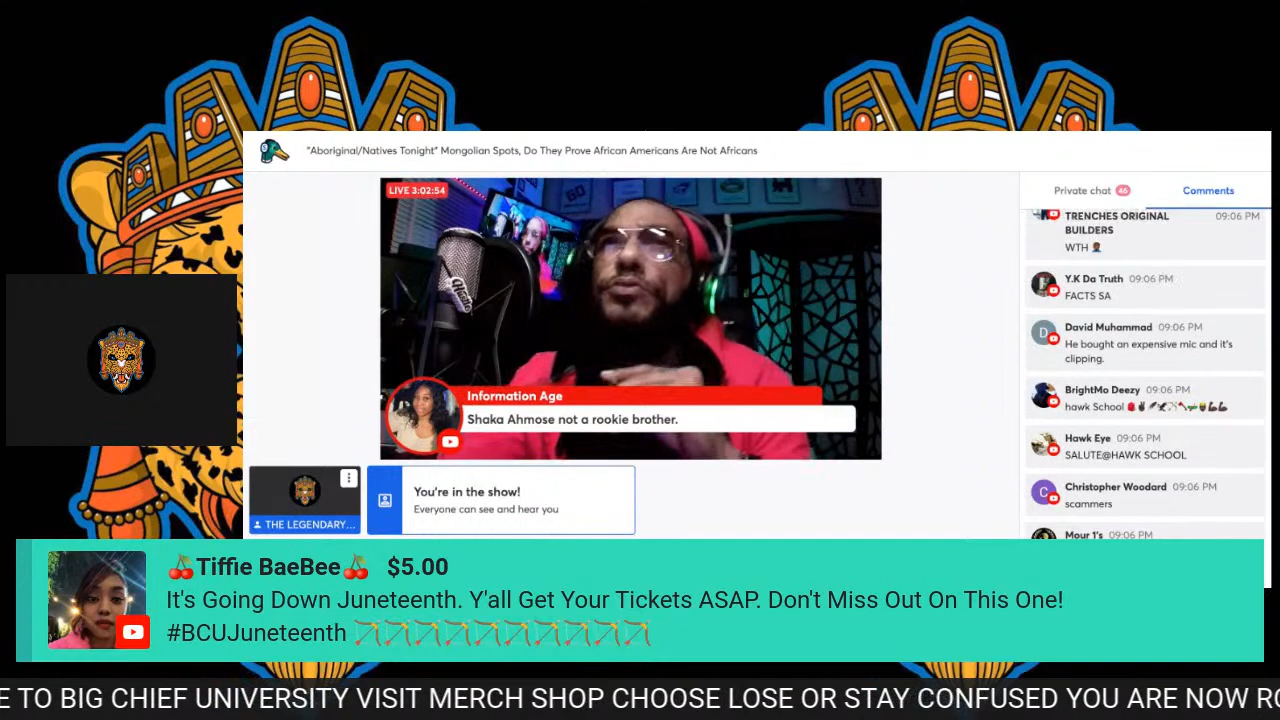 "Aboriginal/Natives Tonight" Mongolian Spots, Do They Prove African Americans Are Not Africans
LIVE 3:02:54
Information Age
Shaka Ahmose not a rookie brother.
THE LEGENDARY...
You're in the show!
Everyone can see and hear you
Private chat 46
Comments
TRENCHES ORIGINAL 09:06 PM
BUILDERS
WTH 🤦🏾‍♂️
Y.K Da Truth 09:06 PM
FACTS SA
D
David Muhammad 09:06 PM
He bought an expensive mic and it's
clipping.
BrightMo Deezy 09:06 PM
hawk School
Hawk Eye 09:06 PM
SALUTE@HAWK SCHOOL
C
Christopher Woodard 09:06 PM
scammers
Mour 1's 09:06 PM
🍒Tiffie BaeBee🍒 $5.00
It's Going Down Juneteenth. Y'all Get Your Tickets ASAP. Don't Miss Out On This One!
#BCUJuneteenth 🏹🏹🏹🏹🏹🏹🏹🏹🏹🏹
E TO BIG CHIEF UNIVERSITY VISIT MERCH SHOP CHOOSE LOSE OR STAY CONFUSED YOU ARE NOW RO